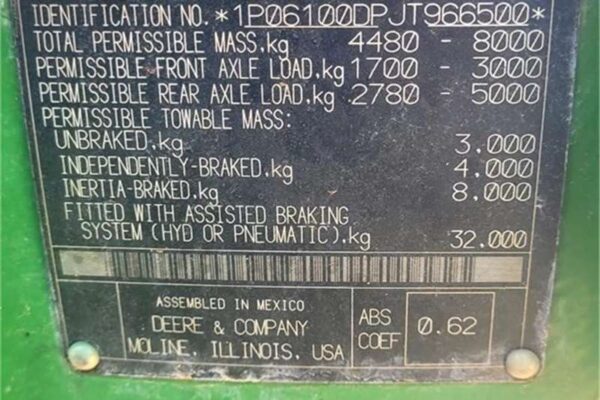 IDENTIFICATION NO. *1P06100DPJT966500*
TOTAL PERMISSIBLE MASS.kg 4480 - 8000
PERMISSIBLE FRONT AXLE LOAD.kg 1700 - 3000
PERMISSIBLE REAR AXLE LOAD.kg 2780 - 5000
PERMISSIBLE TOWABLE MASS:
UNBRAKED.kg 3.000
INDEPENDENTLY-BRAKED.kg 4.000
INERTIA-BRAKED.kg 8.000
FITTED WITH ASSISTED BRAKING
SYSTEM (HYD OR PNEUMATIC).kg 32.000
ASSEMBLED IN MEXICO
DEERE & COMPANY
MOLINE, ILLINOIS, USA
ABS
COEF
0.62